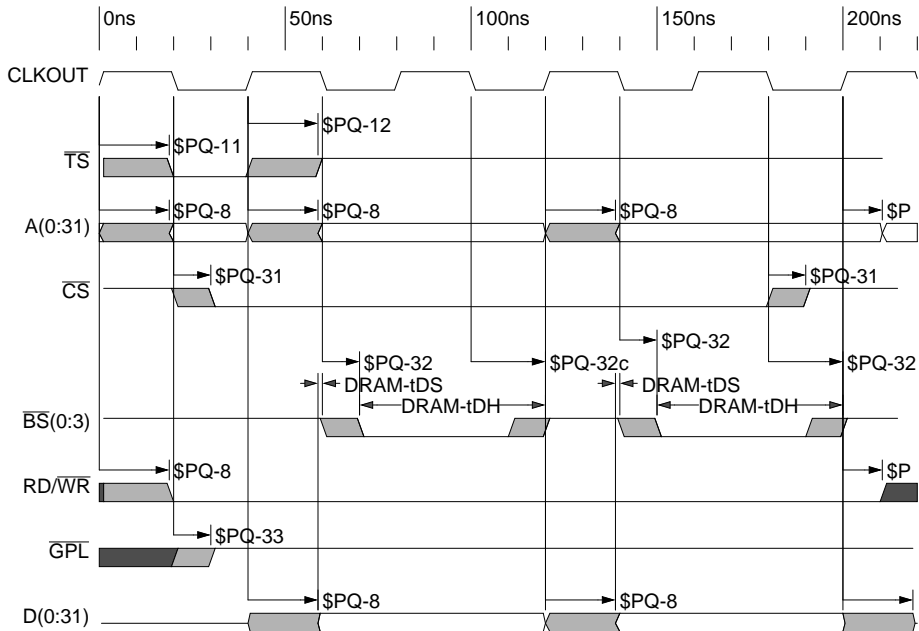 0ns 50ns 100ns 150ns 200ns
CLKOUT
$PQ-12
$PQ-11
TS
$PQ-8 $PQ-8 $PQ-8 $P
A(0:31)
$PQ-31 $PQ-31
CS
$PQ-32
$PQ-32 $PQ-32c $PQ-32
DRAM-tDS DRAM-tDS
DRAM-tDH DRAM-tDH
BS(0:3)
$PQ-8 $P
RD/WR
$PQ-33
GPL
$PQ-8 $PQ-8
D(0:31)